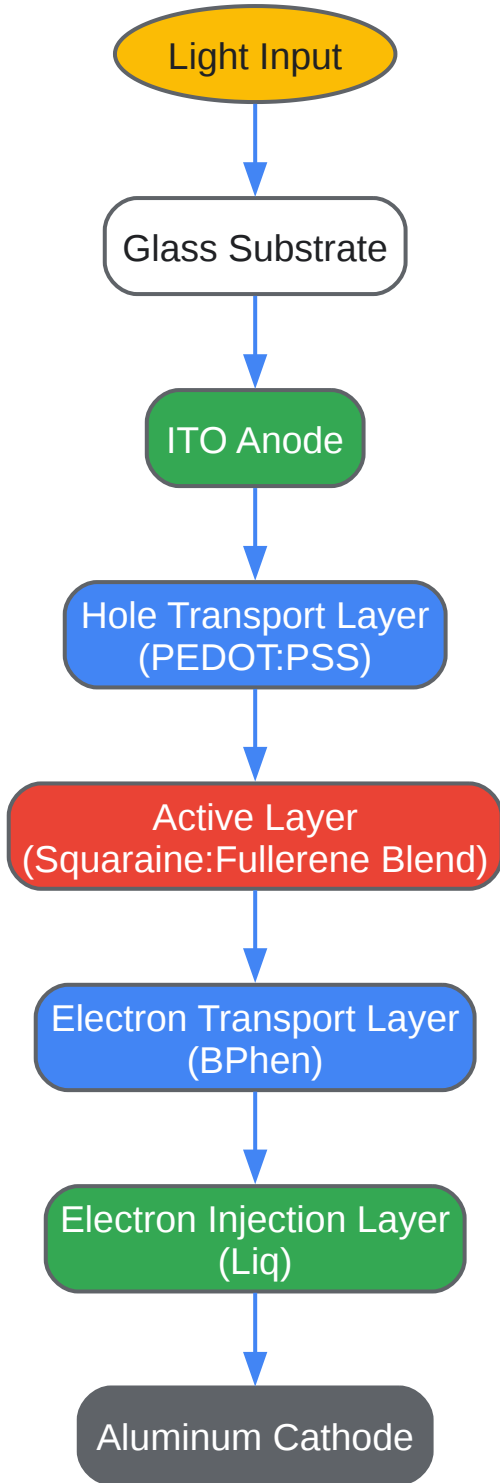 Light Input
Glass Substrate
ITO Anode
Hole Transport Layer
(PEDOT:PSS)
Active Layer
(Squaraine:Fullerene Blend)
Electron Transport Layer
(BPhen)
Electron Injection Layer
(Liq)
Aluminum Cathode